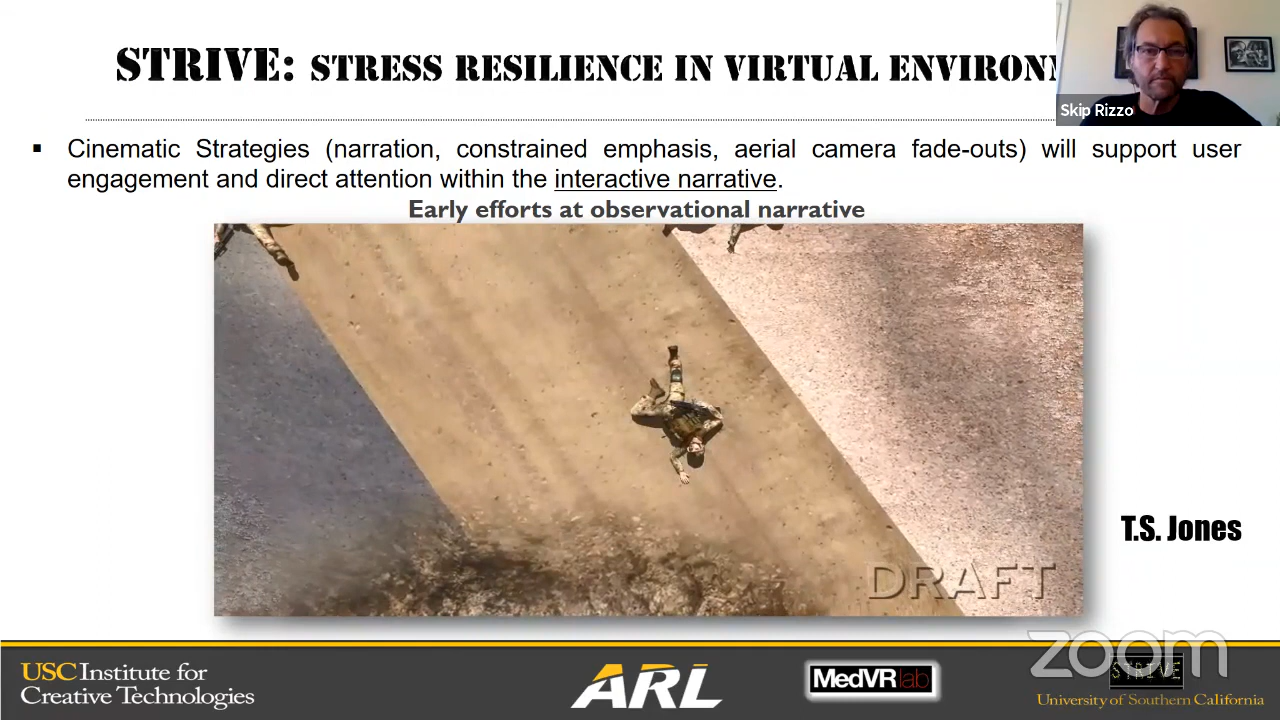 STRIVE: STRESS RESILIENCE IN VIRTUAL ENVIRON
Skip Rizzo
▪ Cinematic Strategies (narration, constrained emphasis, aerial camera fade-outs) will support user
engagement and direct attention within the interactive narrative.
Early efforts at observational narrative
T.S. Jones
DRAFT
zoom
USC Institute for
Creative Technologies
ARL
MedVR lab
STRIVE
University of Southern California